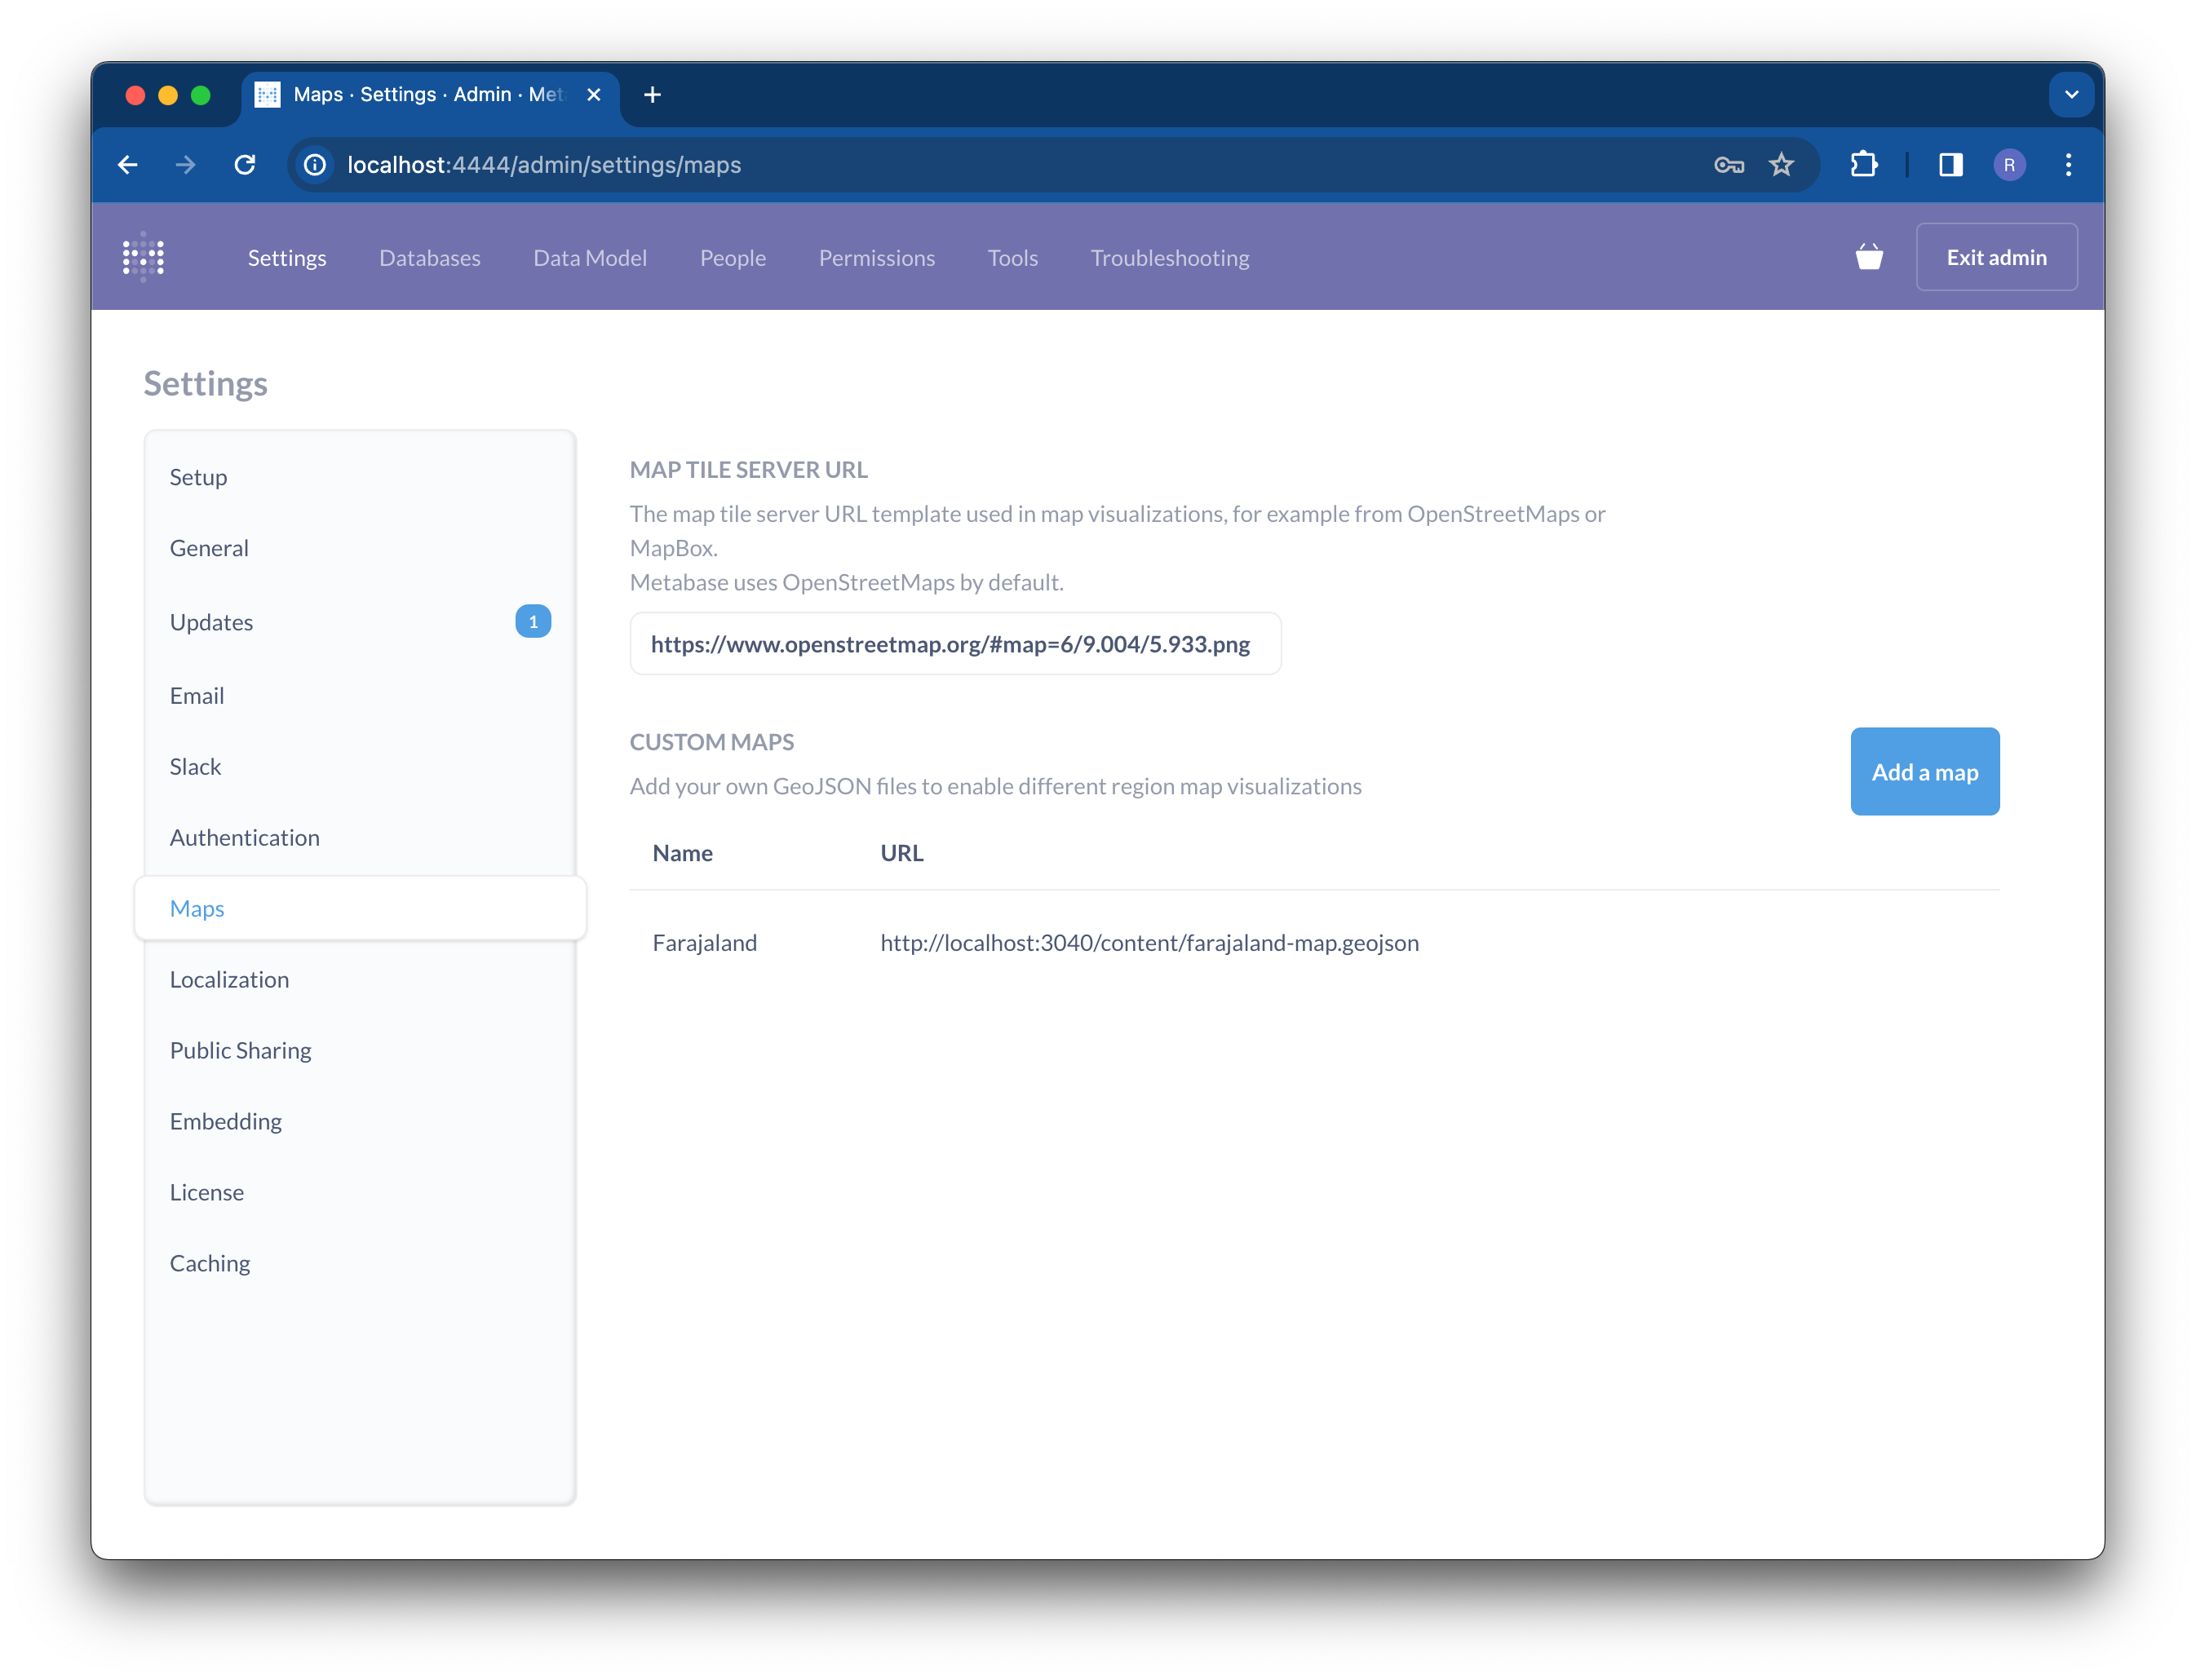 Maps · Settings · Admin · Met
localhost:4444/admin/settings/maps
R
Settings Databases Data Model People Permissions Tools Troubleshooting Exit admin
Settings
Setup
General
Updates 1
Email
Slack
Authentication
Maps
Localization
Public Sharing
Embedding
License
Caching
MAP TILE SERVER URL
The map tile server URL template used in map visualizations, for example from OpenStreetMaps or
MapBox.
Metabase uses OpenStreetMaps by default.
https://www.openstreetmap.org/#map=6/9.004/5.933.png
CUSTOM MAPS
Add your own GeoJSON files to enable different region map visualizations
Add a map
Name URL
Farajaland http://localhost:3040/content/farajaland-map.geojson